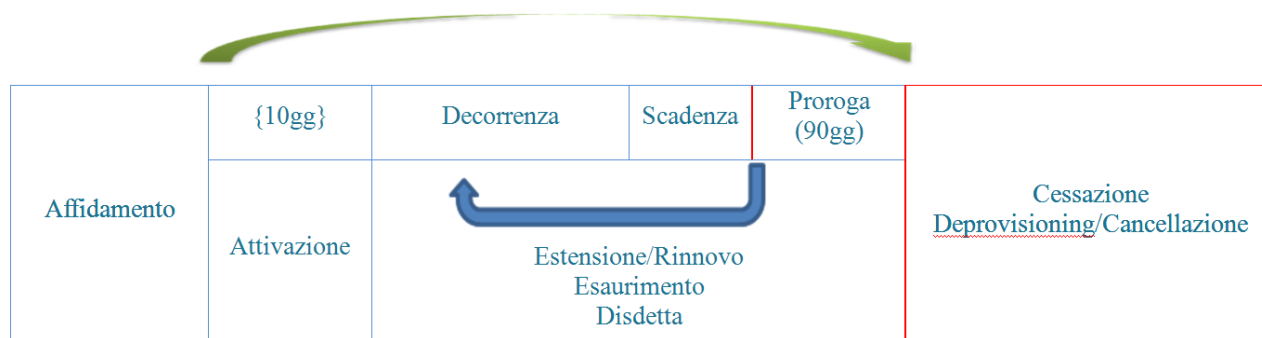 Affidamento
{10gg}
Attivazione
Decorrenza
Scadenza
Proroga
(90gg)
Estensione/Rinnovo
Esaurimento
Disdetta
Cessazione
Deprovisioning/Cancellazione